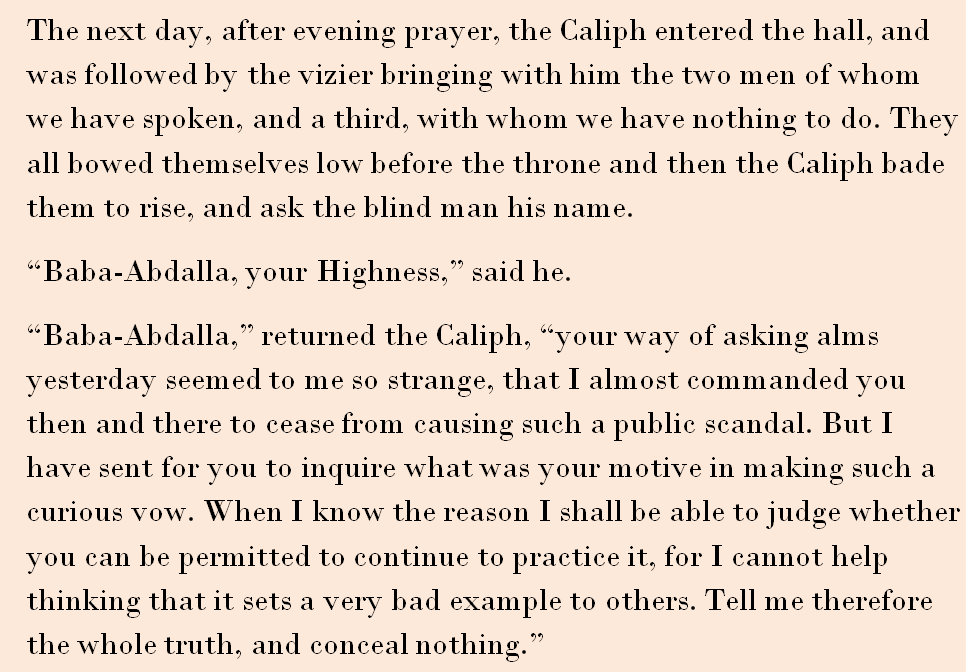 The next day, after evening prayer, the Caliph entered the hall, and
was followed by the vizier bringing with him the two men of whom
we have spoken, and a third, with whom we have nothing to do. They
all bowed themselves low before the throne and then the Caliph bade
them to rise, and ask the blind man his name.
“Baba-Abdalla, your Highness,” said he.
“Baba-Abdalla,” returned the Caliph, “your way of asking alms
yesterday seemed to me so strange, that I almost commanded you
then and there to cease from causing such a public scandal. But I
have sent for you to inquire what was your motive in making such a
curious vow. When I know the reason I shall be able to judge whether
you can be permitted to continue to practice it, for I cannot help
thinking that it sets a very bad example to others. Tell me therefore
the whole truth, and conceal nothing.”